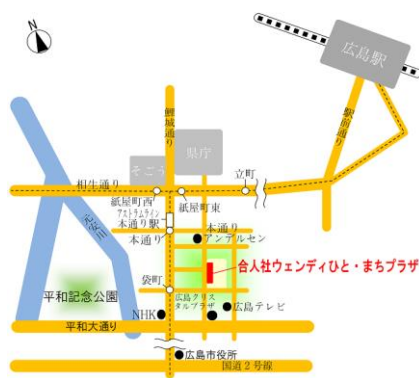 N
広島駅
駅前通り
鯉城通り
県庁
そごう
立町
相生通り
紙屋町西
紙屋町東
アストラムライン
本通り駅
本通り
本通り
アンデルセン
元安川
合人社ウェンディひと・まちプラザ
袋町
広島クリス
タルプラザ
広島テレビ
平和記念公園
NHK
平和大通り
広島市役所
国道2号線